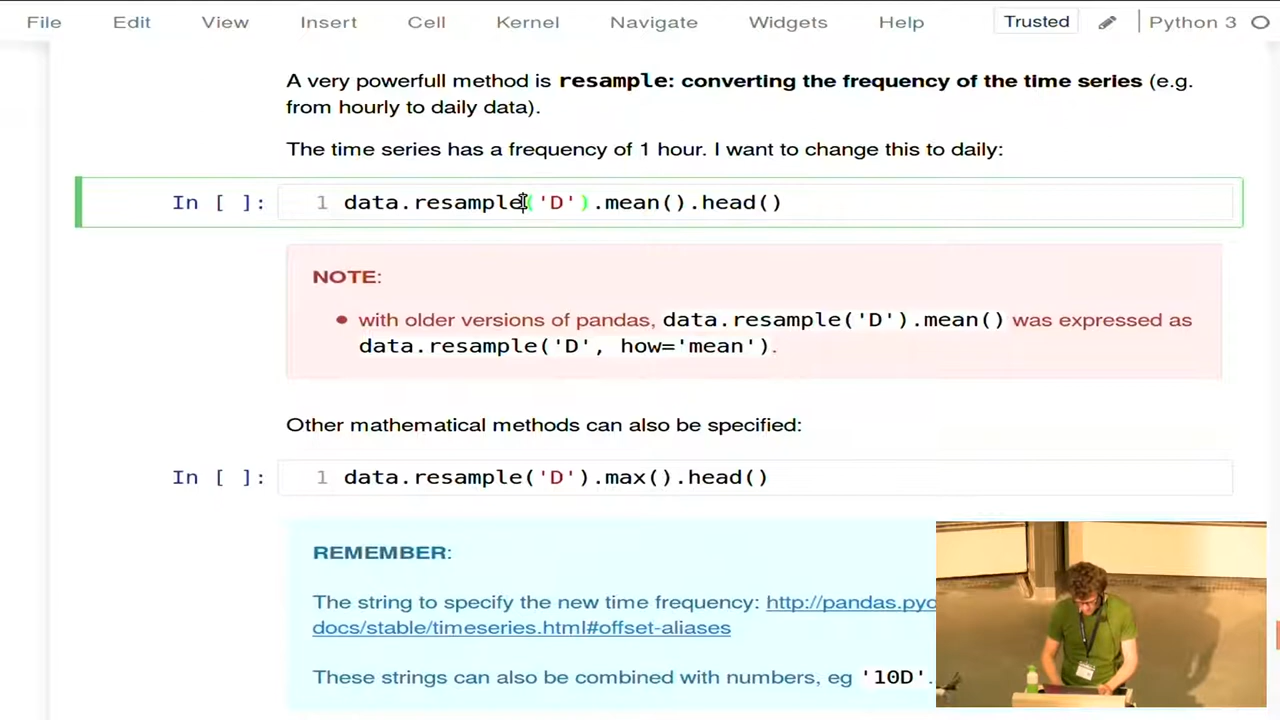 File Edit View Insert Cell Kernel Navigate Widgets Help Trusted Python 3
A very powerfull method is resample: converting the frequency of the time series (e.g.
from hourly to daily data).
The time series has a frequency of 1 hour. I want to change this to daily:
In [ ]: 1 data.resample('D').mean().head()
NOTE:
• with older versions of pandas, data.resample('D').mean() was expressed as
data.resample('D', how='mean').
Other mathematical methods can also be specified:
In [ ]: 1 data.resample('D').max().head()
REMEMBER:
The string to specify the new time frequency: http://pandas.pyd
docs/stable/timeseries.html#offset-aliases
These strings can also be combined with numbers, eg '10D'.